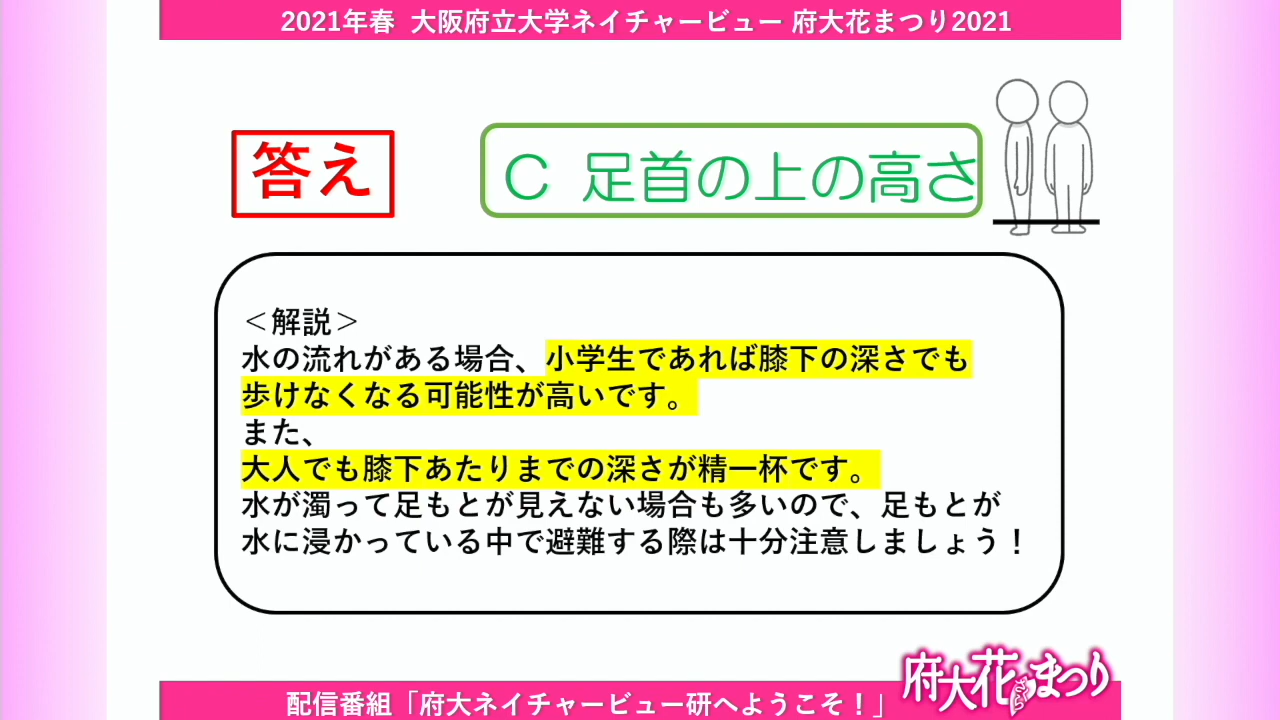 2021年春 大阪府立大学ネイチャービュー 府大花まつり2021
答え
C 足首の上の高さ
＜解説＞
水の流れがある場合、小学生であれば膝下の深さでも
歩けなくなる可能性が高いです。
また、
大人でも膝下あたりまでの深さが精一杯です。
水が濁って足もとが見えない場合も多いので、足もとが
水に浸かっている中で避難する際は十分注意しましょう！
配信番組「府大ネイチャービュー研へようこそ！」
府大花まつり